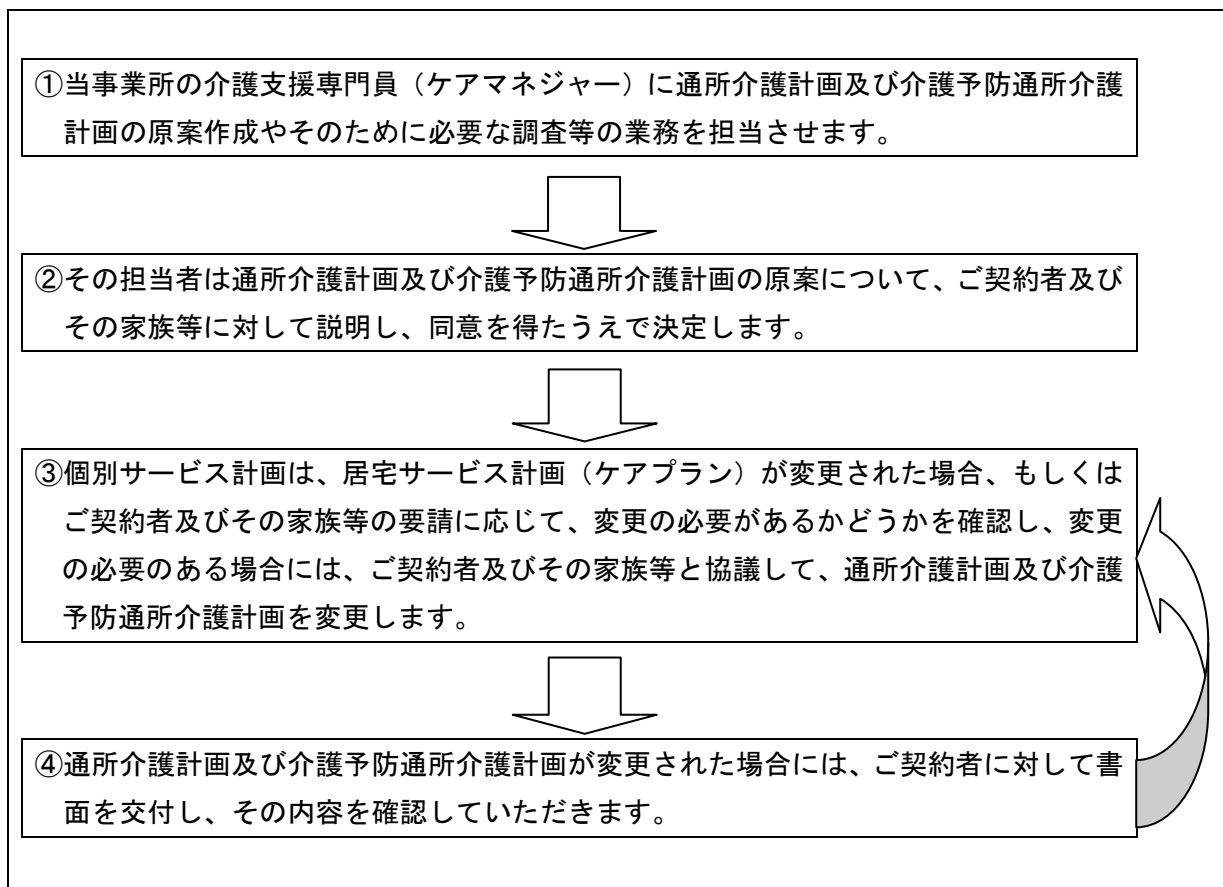 ①当事業所の介護支援専門員（ケアマネジャー）に通所介護計画及び介護予防通所介護
計画の原案作成やそのために必要な調査等の業務を担当させます。
②その担当者は通所介護計画及び介護予防通所介護計画の原案について、ご契約者及び
その家族等に対して説明し、同意を得たうえで決定します。
③個別サービス計画は、居宅サービス計画（ケアプラン）が変更された場合、もしくは
ご契約者及びその家族等の要請に応じて、変更の必要があるかどうかを確認し、変更
の必要のある場合には、ご契約者及びその家族等と協議して、通所介護計画及び介護
予防通所介護計画を変更します。
④通所介護計画及び介護予防通所介護計画が変更された場合には、ご契約者に対して書
面を交付し、その内容を確認していただきます。